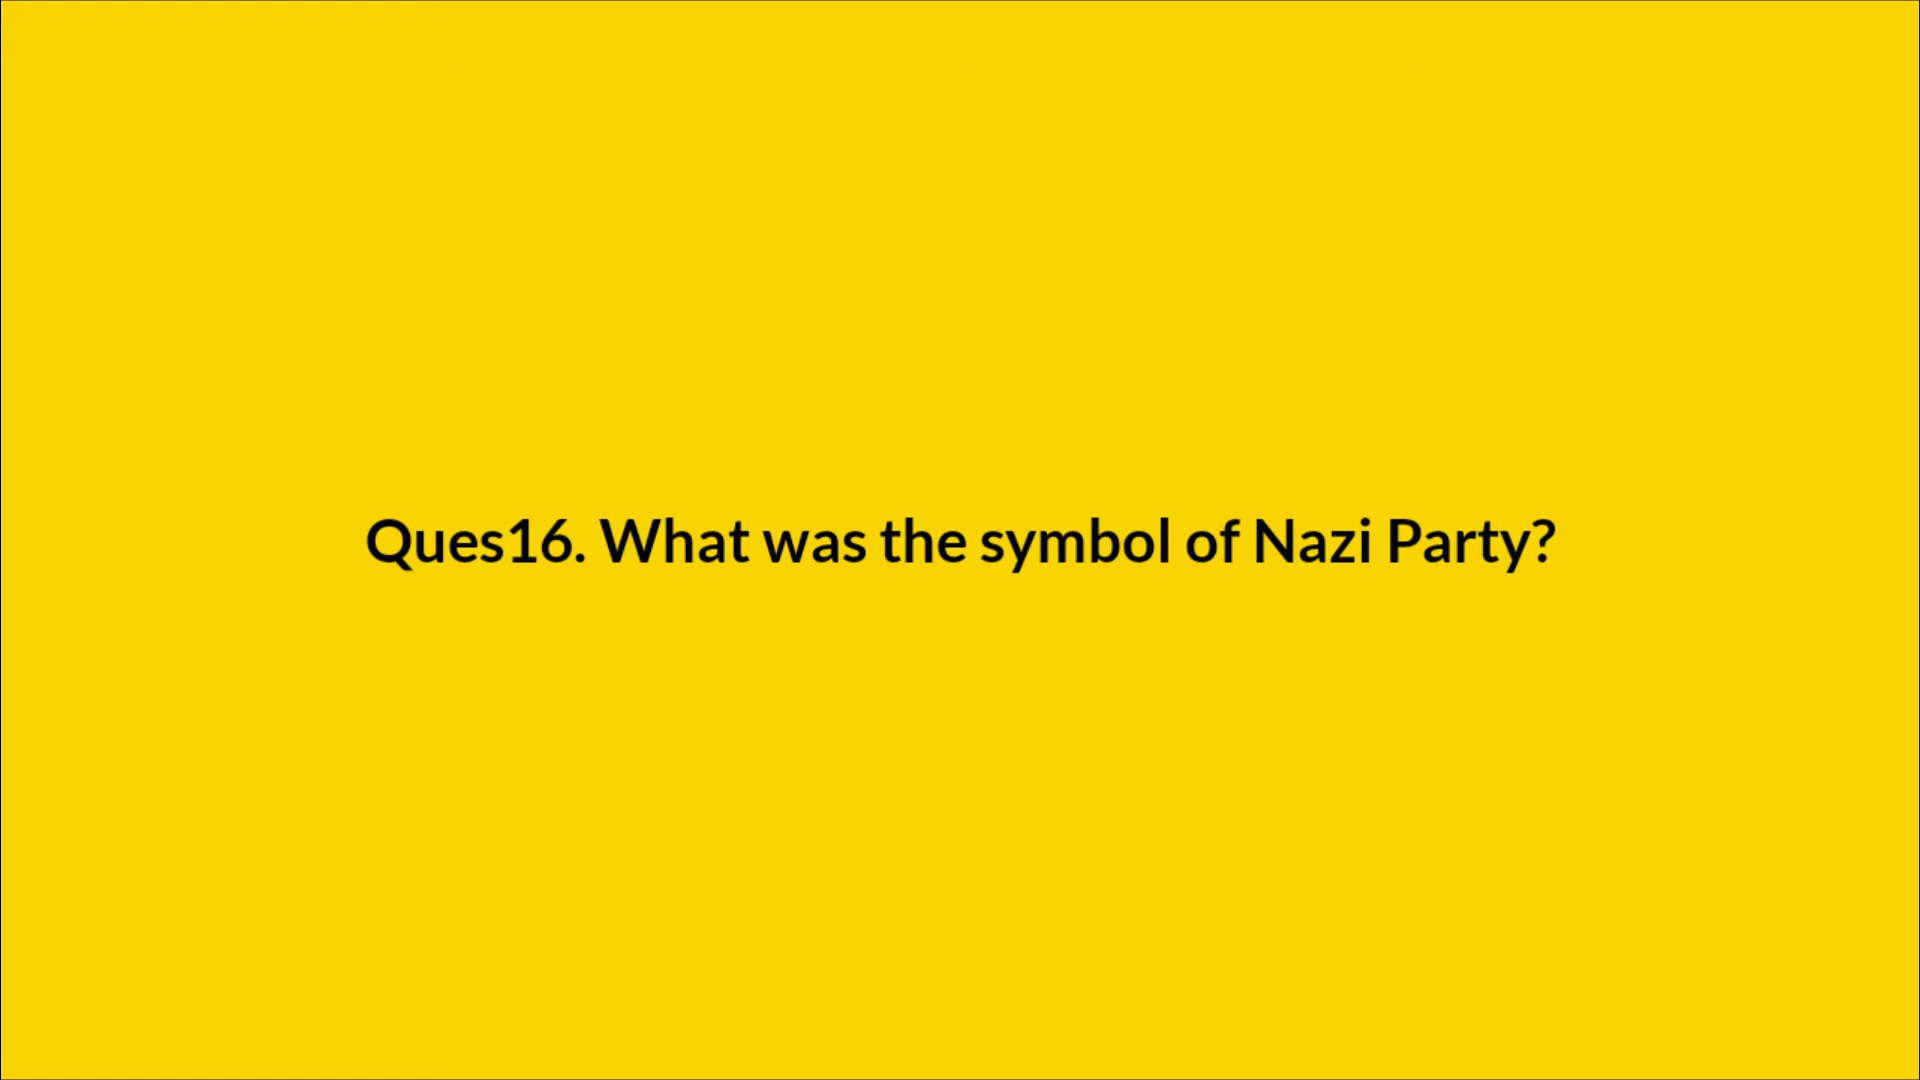 Ques16. What was the symbol of Nazi Party?